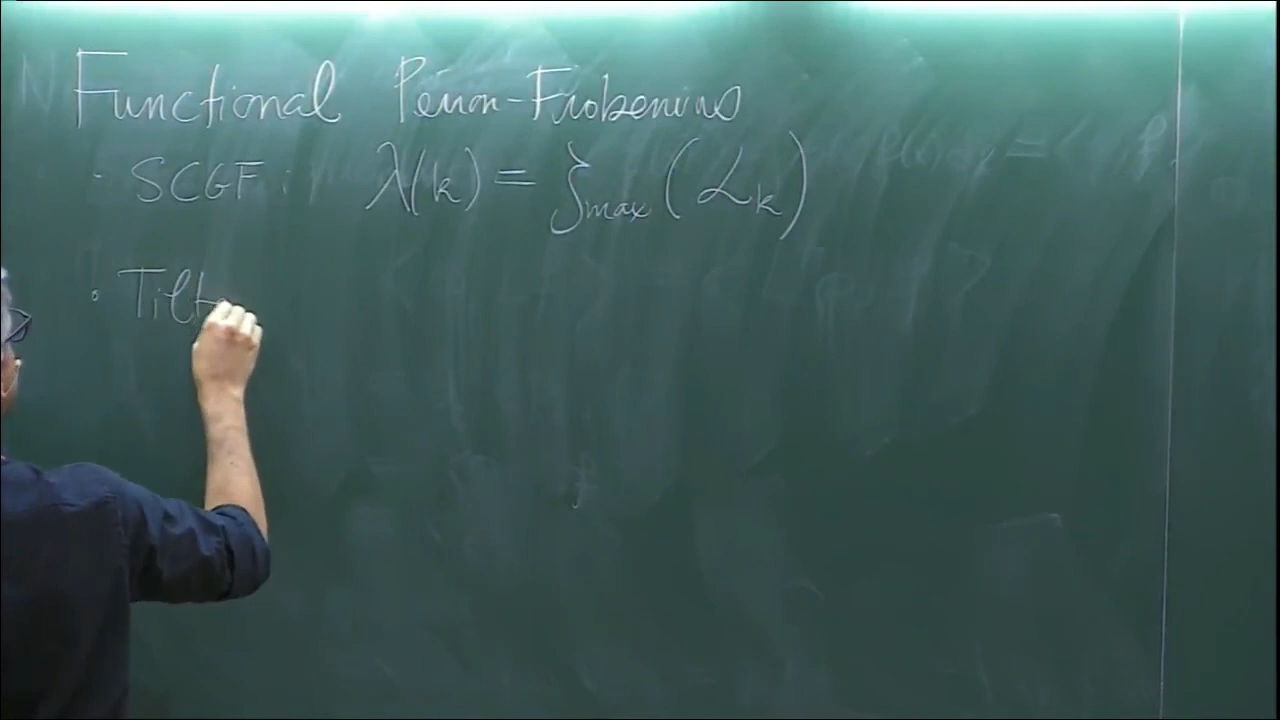 Functional Perron-Frobenius
· SCGF: λ(k) = ζmax (ℒk)
· Tilt